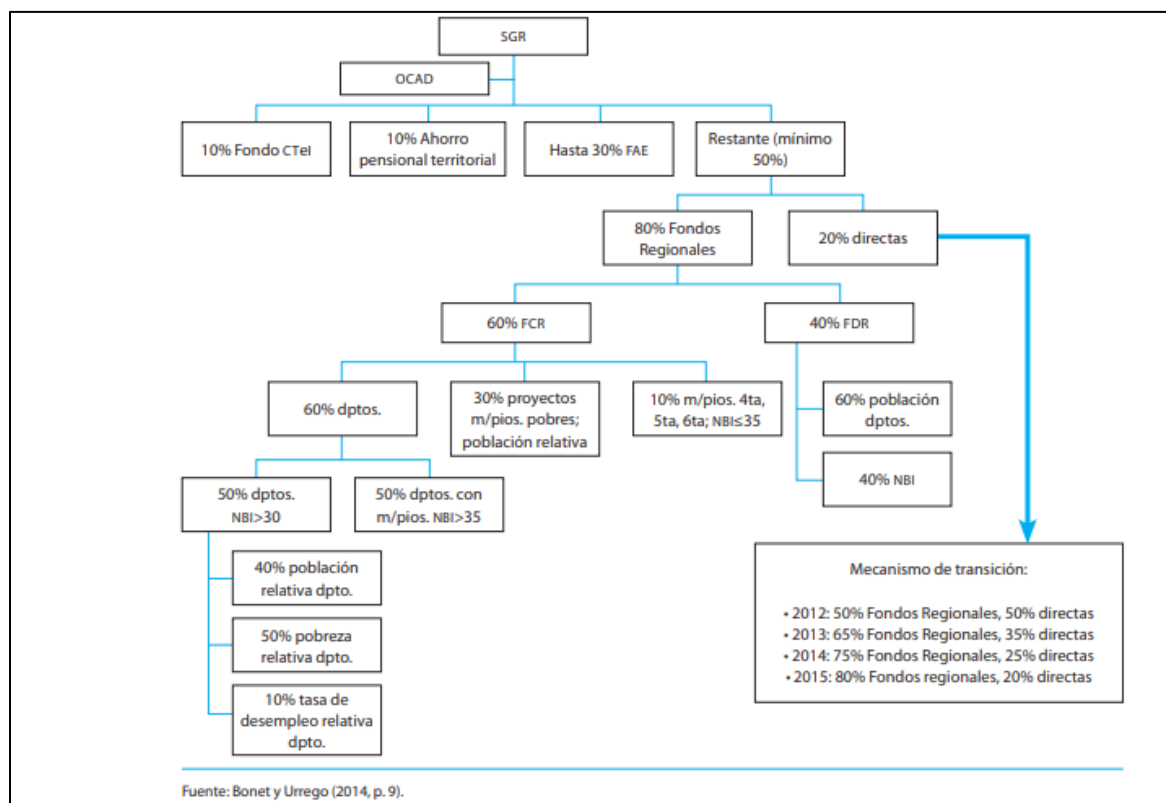 SGR
OCAD
10% Fondo CTeI
10% Ahorro
pensional territorial
Hasta 30% FAE
Restante (mínimo
50%)
80% Fondos
Regionales
20% directas
60% FCR
40% FDR
60% dptos.
30% proyectos
m/pios. pobres;
población relativa
10% m/pios. 4ta,
5ta, 6ta; NBI≤35
60% población
dptos.
40% NBI
50% dptos.
NBI>30
50% dptos. con
m/pios. NBI>35
40% población
relativa dpto.
50% pobreza
relativa dpto.
10% tasa de
desempleo relativa
dpto.
Mecanismo de transición:
• 2012: 50% Fondos Regionales, 50% directas
• 2013: 65% Fondos Regionales, 35% directas
• 2014: 75% Fondos Regionales, 25% directas
• 2015: 80% Fondos regionales, 20% directas
Fuente: Bonet y Urrego (2014, p. 9).